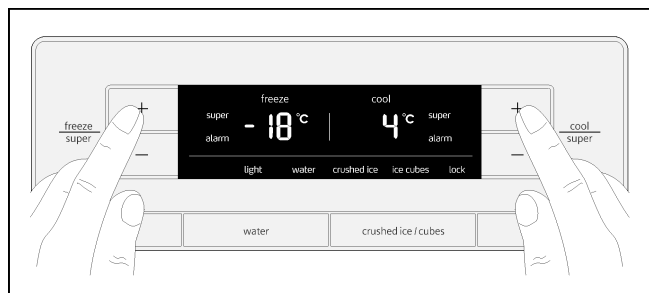 freeze
cool
super
- 18 °C
4 °C
super
alarm
alarm
light water crushed ice ice cubes lock
+
+
freeze
super
cool
super
−
−
water
crushed ice / cubes